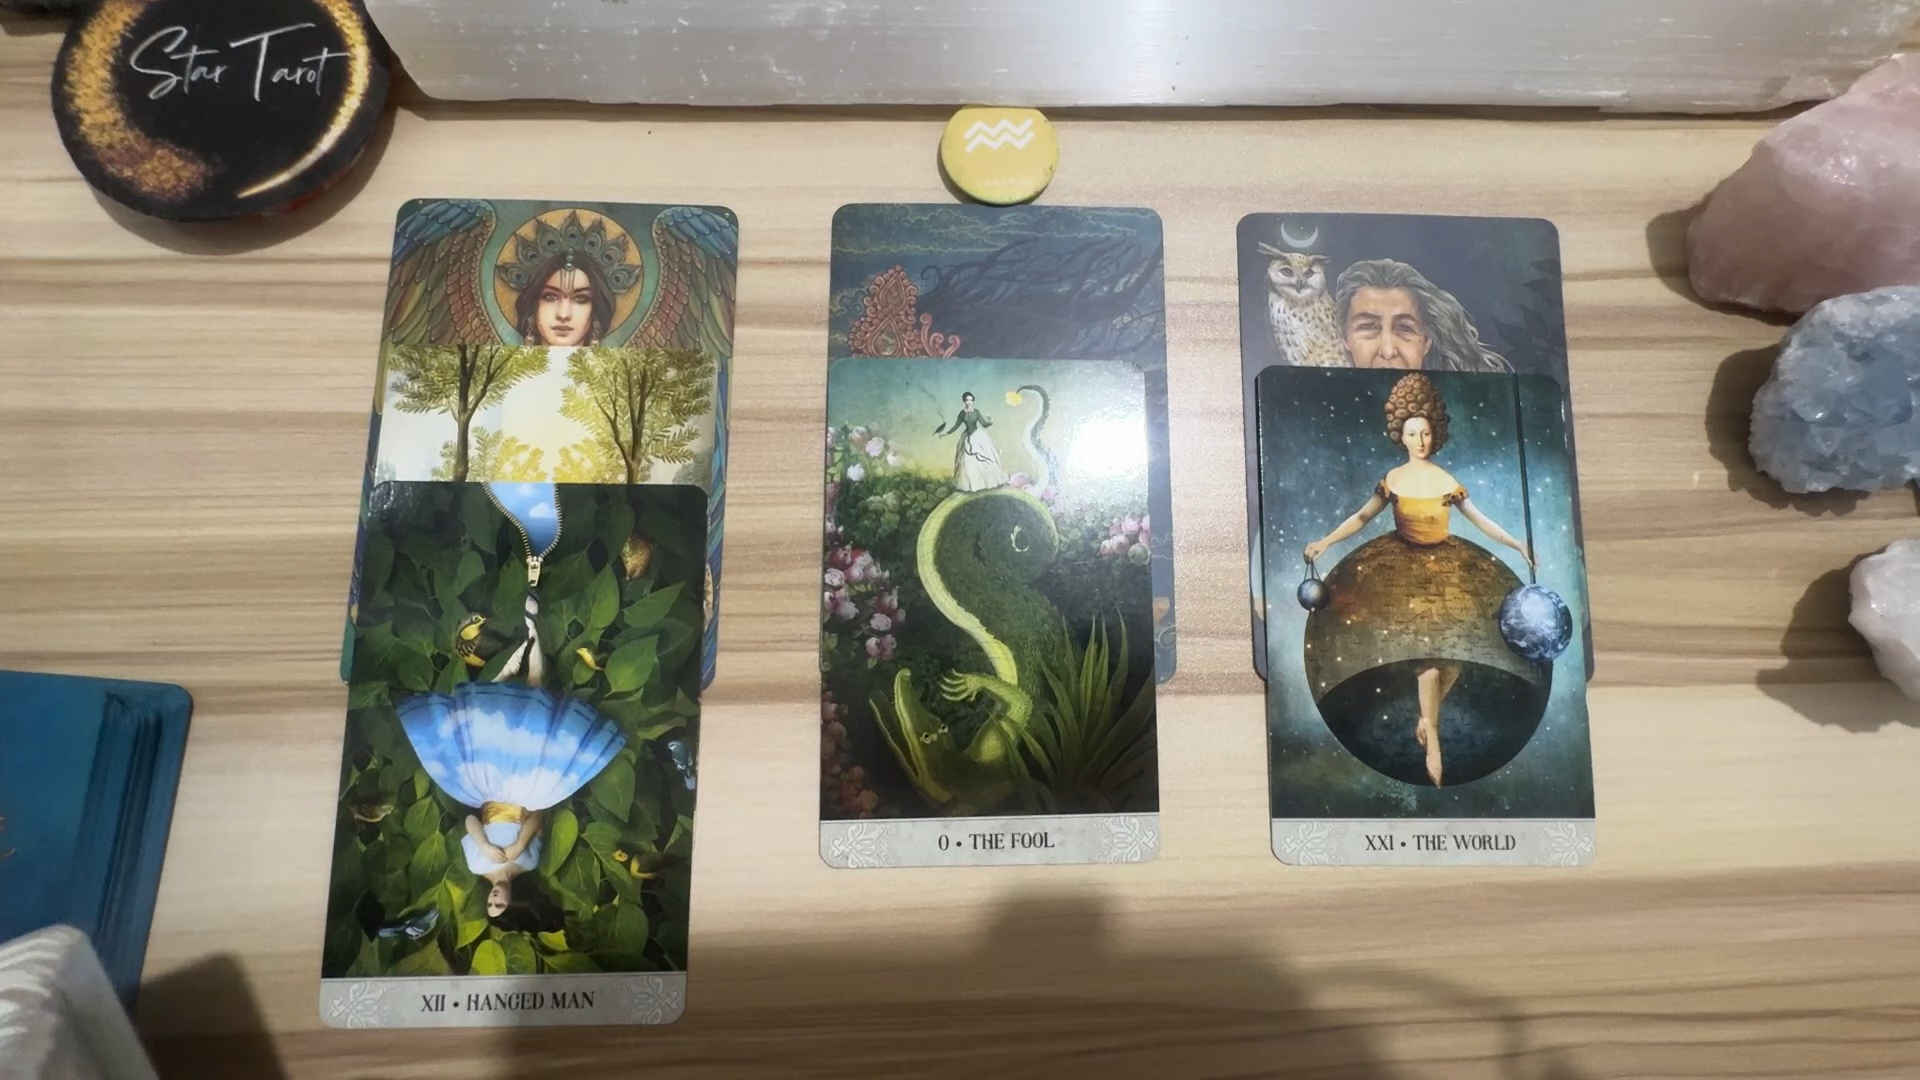 Star Tarot
XII • HANGED MAN
0 • THE FOOL
XXI • THE WORLD